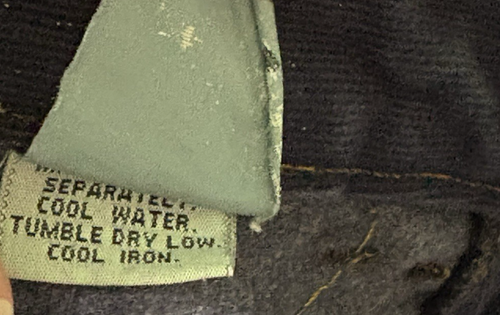 SEPARATELY,
COOL WATER.
TUMBLE DRY LOW.
COOL IRON.